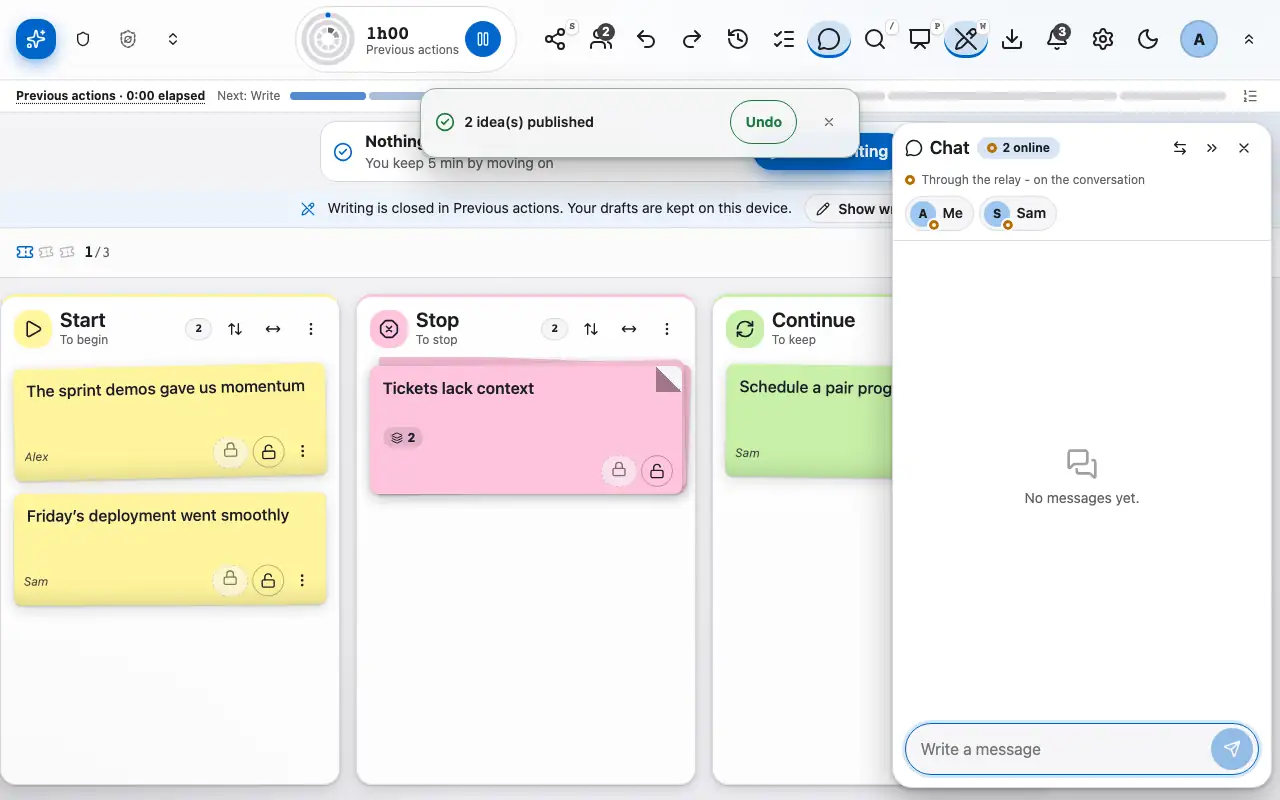 S
2
/
P
W
3
A
1h00
Previous actions
Previous actions · 0:00 elapsed
Next: Write
2 idea(s) published
Undo
You keep 5 min by moving on
Writing is closed in Previous actions. Your drafts are kept on this device.
Show
1/3
Start
To begin
2
The sprint demos gave us momentum
Alex
Friday’s deployment went smoothly
Sam
Stop
To stop
2
Tickets lack context
2
Continue
To keep
Schedule a pair
Sam
Chat
2 online
Through the relay - on the conversation
A
Me
S
Sam
No messages yet.
Write a message